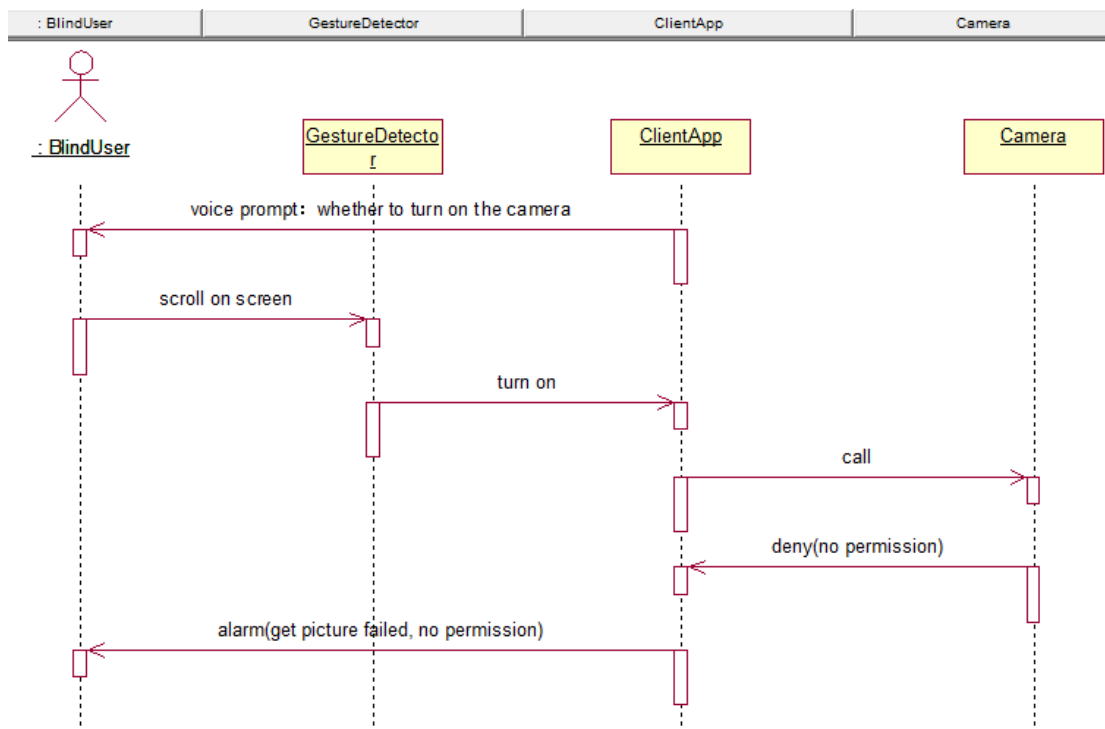 : BlindUser
GestureDetector
ClientApp
Camera
: BlindUser
GestureDetecto
r
ClientApp
Camera
voice prompt：whether to turn on the camera
scroll on screen
turn on
call
deny(no permission)
alarm(get picture failed, no permission)